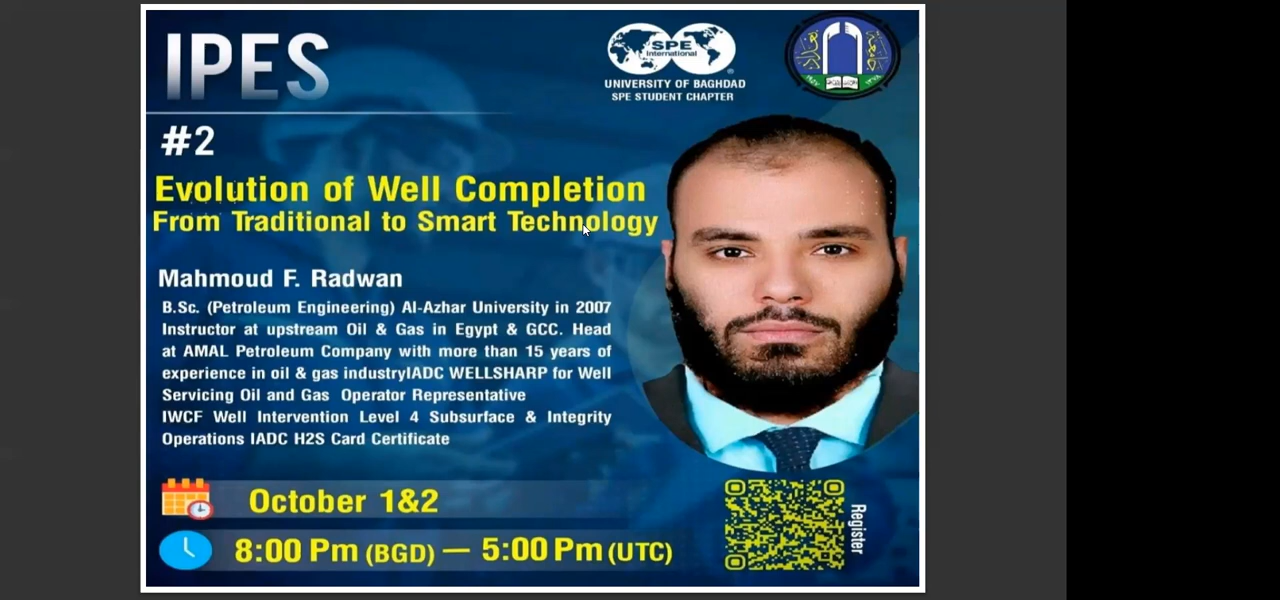 IPES
SPE
International
UNIVERSITY OF BAGHDAD
SPE STUDENT CHAPTER
#2
Evolution of Well Completion
From Traditional to Smart Technology
Mahmoud F. Radwan
B.Sc. (Petroleum Engineering) Al-Azhar University in 2007
Instructor at upstream Oil & Gas in Egypt & GCC. Head
at AMAL Petroleum Company with more than 15 years of
experience in oil & gas industryIADC WELLSHARP for Well
Servicing Oil and Gas Operator Representative
IWCF Well Intervention Level 4 Subsurface & Integrity
Operations IADC H2S Card Certificate
October 1&2
8:00 Pm (BGD) — 5:00 Pm (UTC)
Register